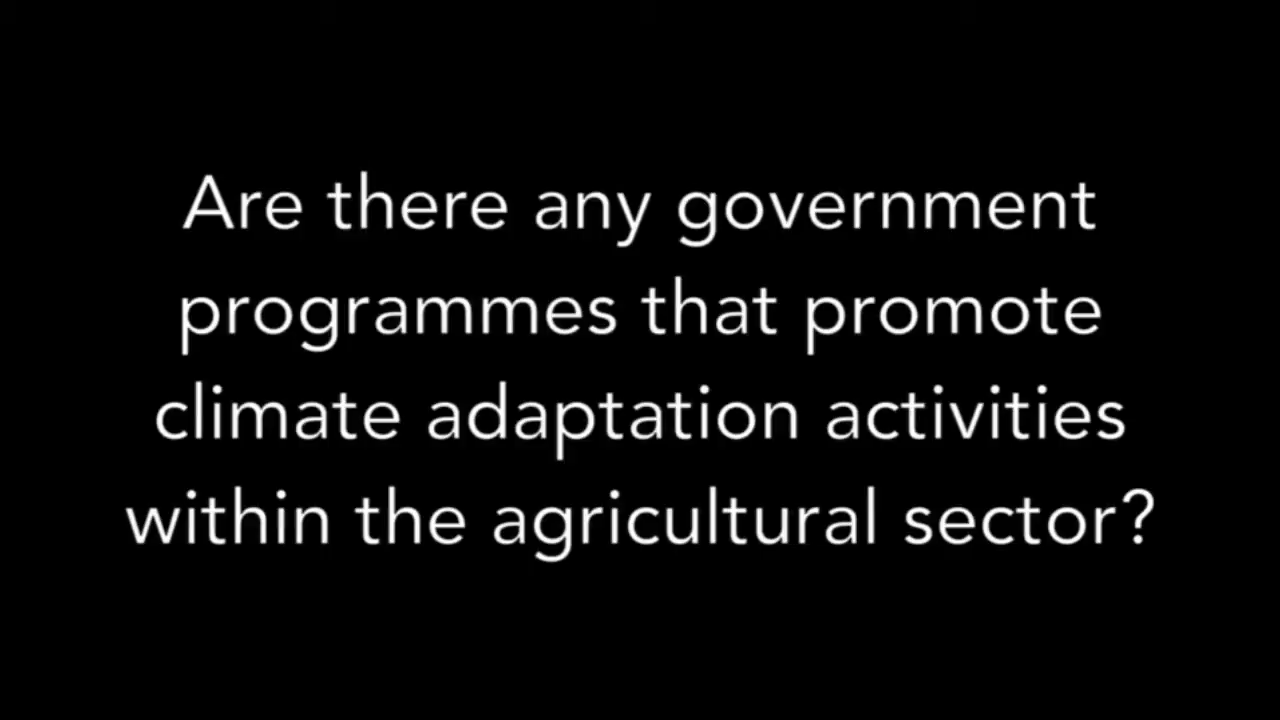 Are there any government
programmes that promote
climate adaptation activities
within the agricultural sector?